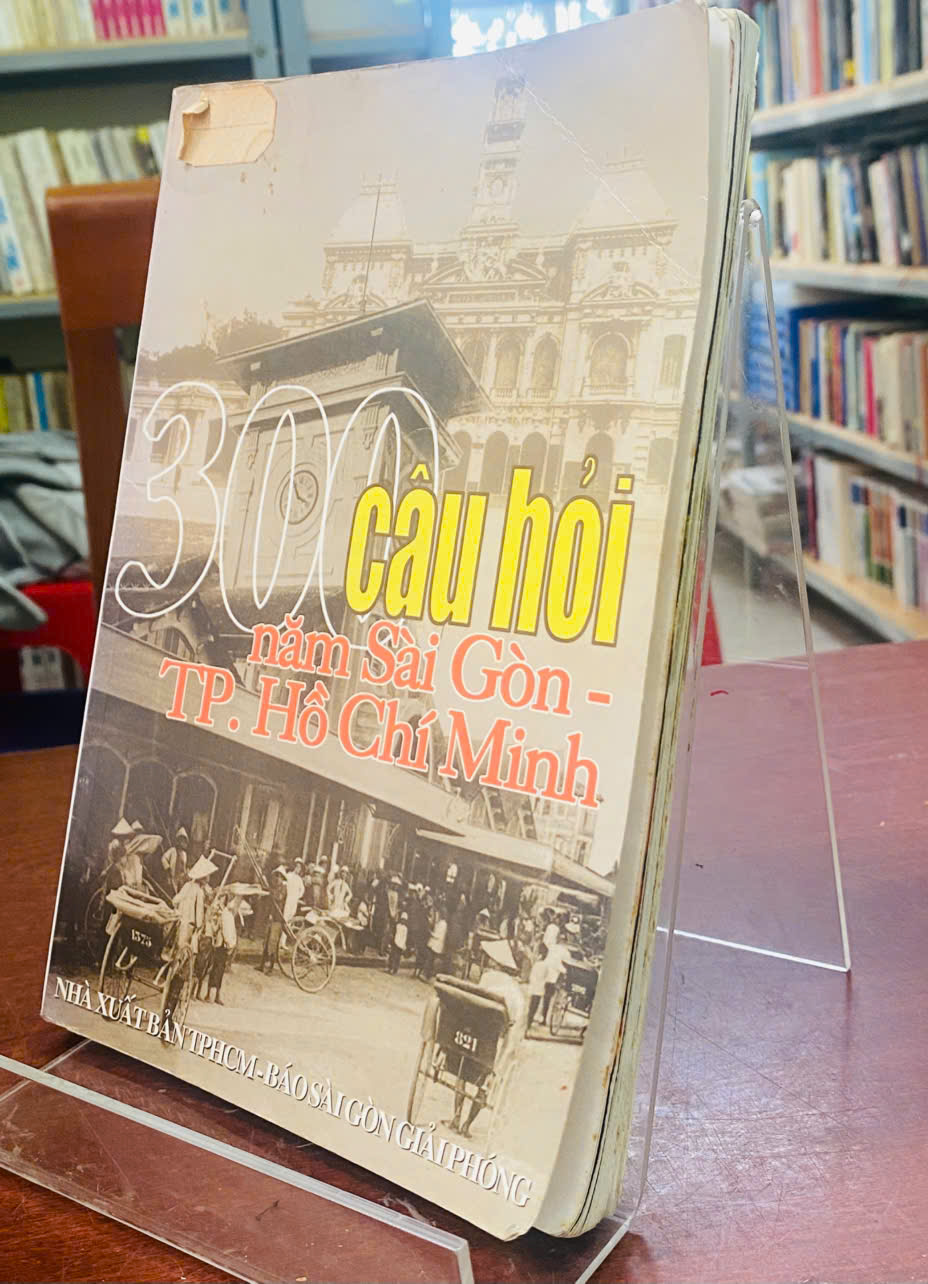 300 câu hỏi
năm Sài Gòn -
TP. Hồ Chí Minh
1373
821
NHÀ XUẤT BẢN TPHCM - BÁO SÀI GÒN GIẢI PHÓNG